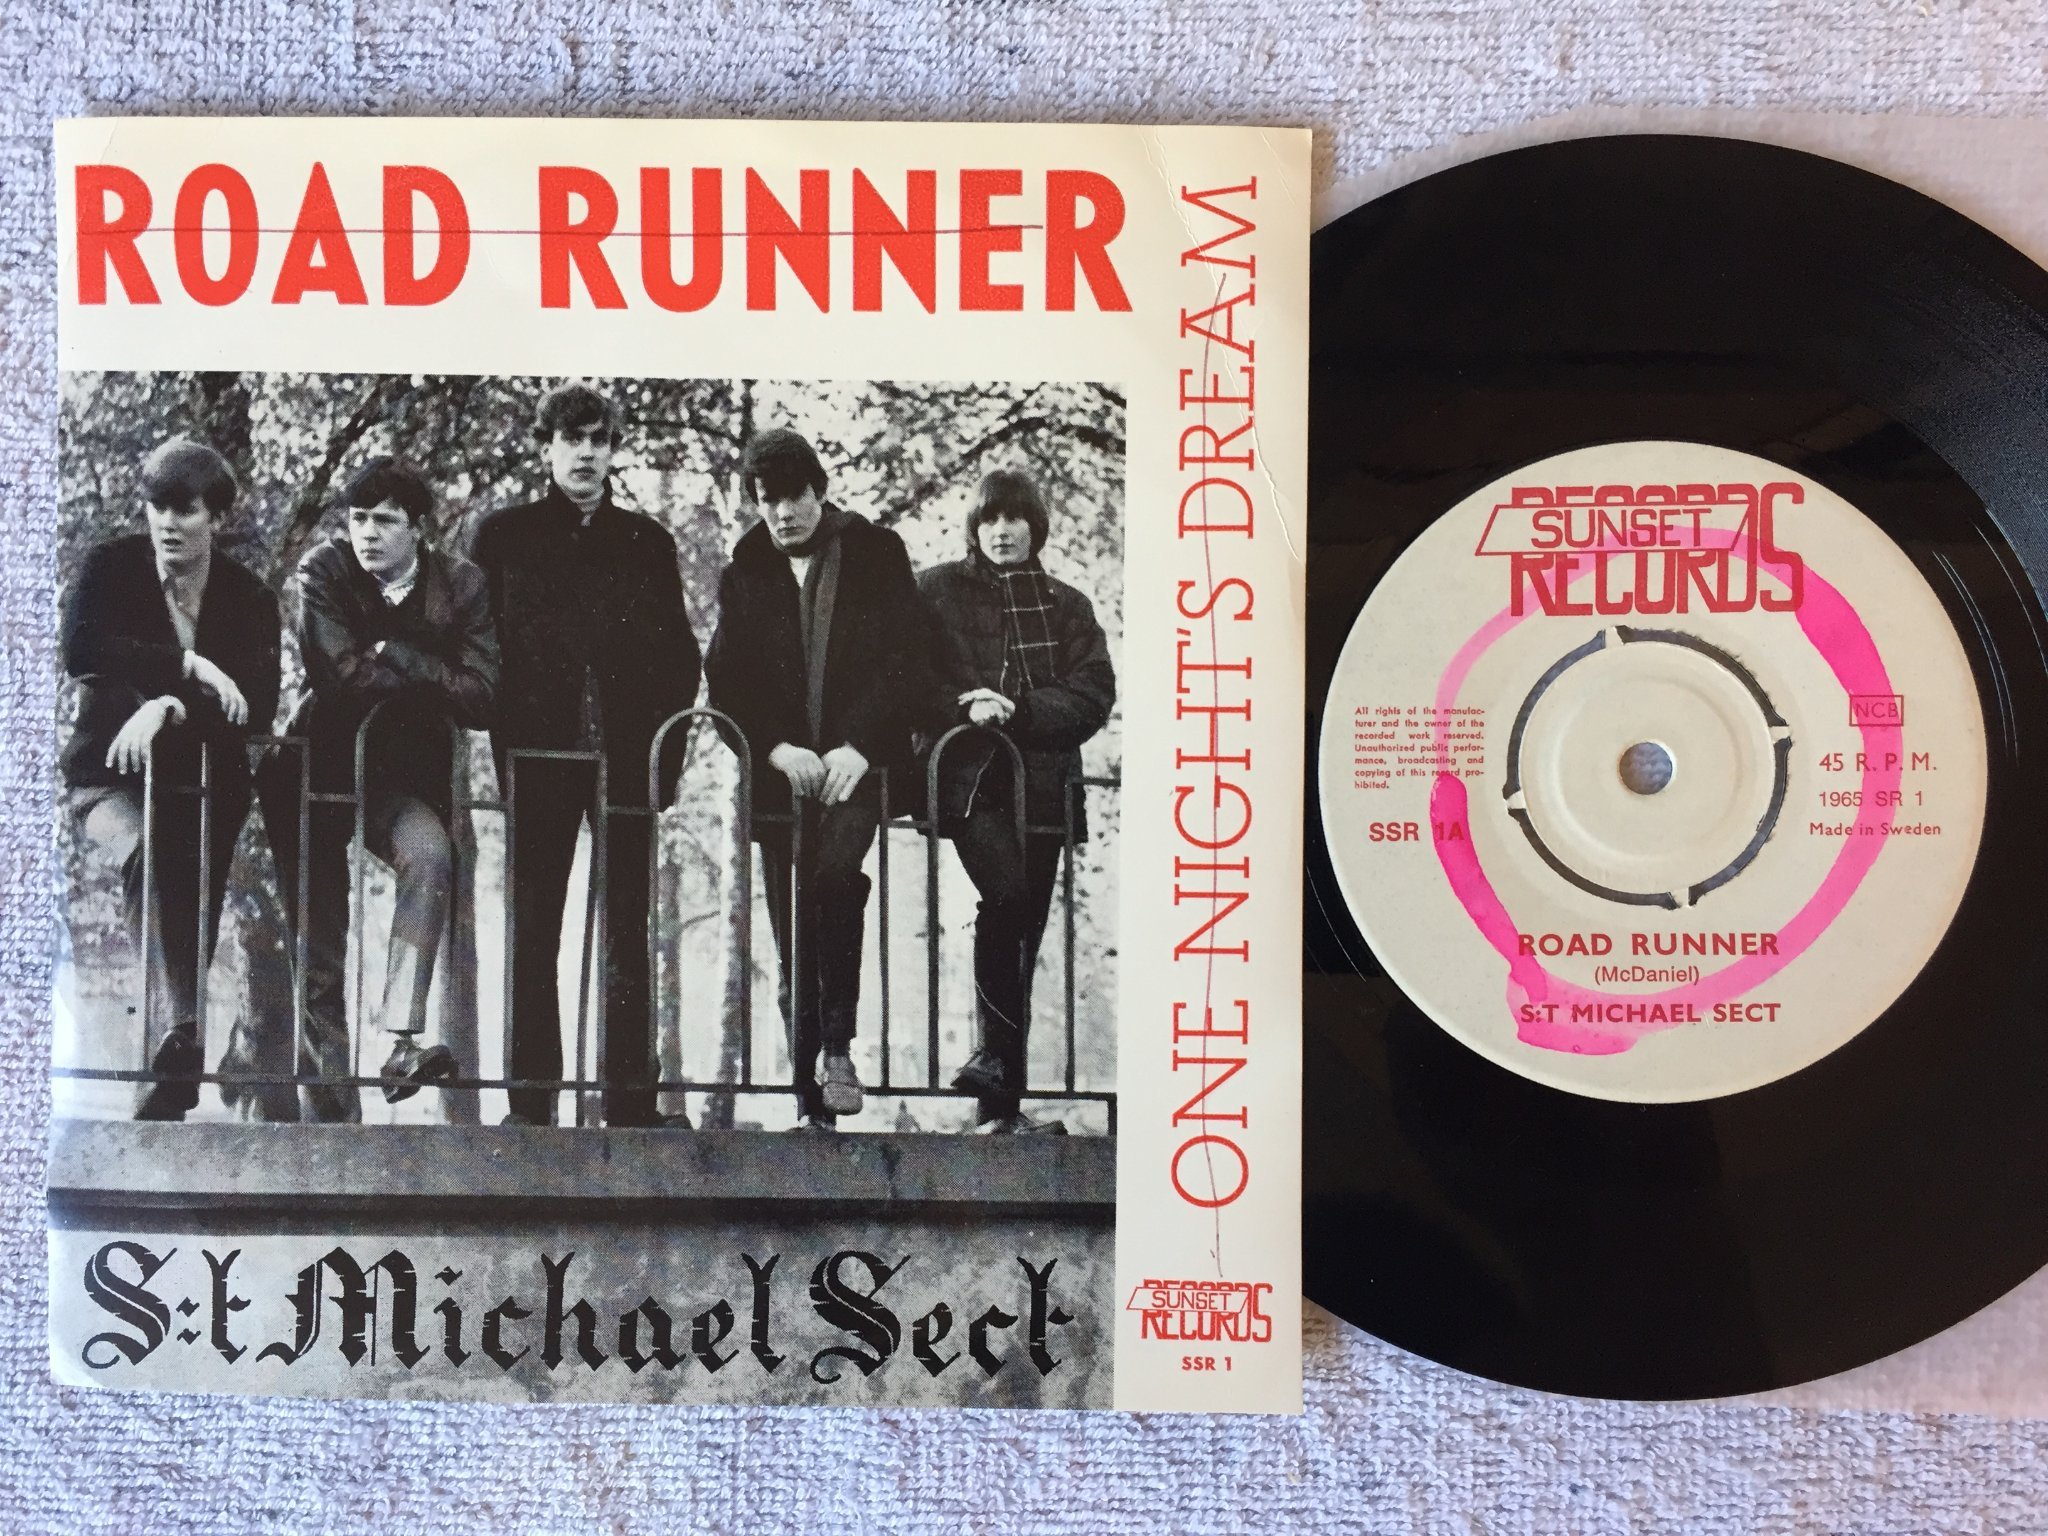 ROAD RUNNER
ONE NIGHT'S DREAM
S:t Michael Sect
SUNSET
RECORDS
SSR 1
SUNSET
RECORDS
All rights of the manufac-
turer and the owner of the
recorded work reserved.
Unauthorized public perfor-
mance, broadcasting and
copying of this record pro-
hibited.
SSR 1A
NCB
45 R. P. M.
1965 SR 1
Made in Sweden
ROAD RUNNER
(McDaniel)
S:T MICHAEL SECT